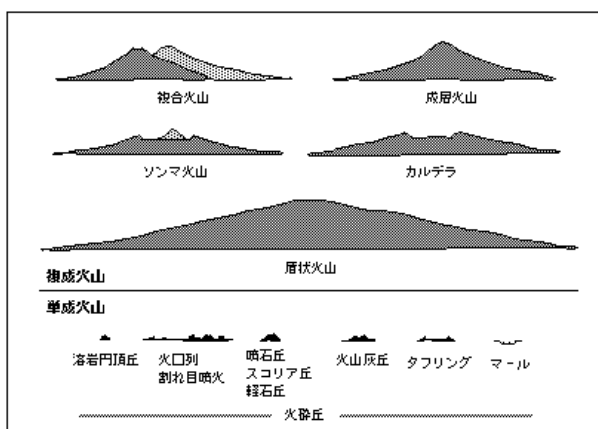 複合火山 成層火山
ソンマ火山 カルデラ
盾状火山
複成火山
単成火山
溶岩円頂丘 火口列 噴石丘 火山灰丘 タフリング マール
割れ目噴火 スコリア丘
軽石丘
火砕丘